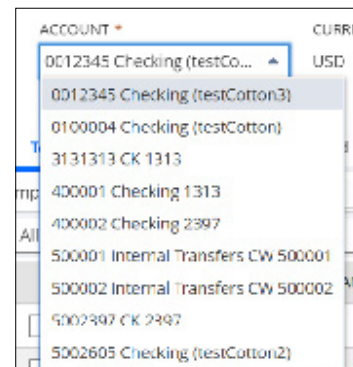 ACCOUNT *
CURR
0012345 Checking (testCo...
USD
0012345 Checking (testCotton3)
0100004 Checking (testCotton)
3131313 CK 1313
400001 Checking 1313
400002 Checking 2397
All
500001 Internal Transfers CW 500001
500002 Internal Transfers CW 500002
5002397 CK 2397
5002605 Checking (testCotton2)